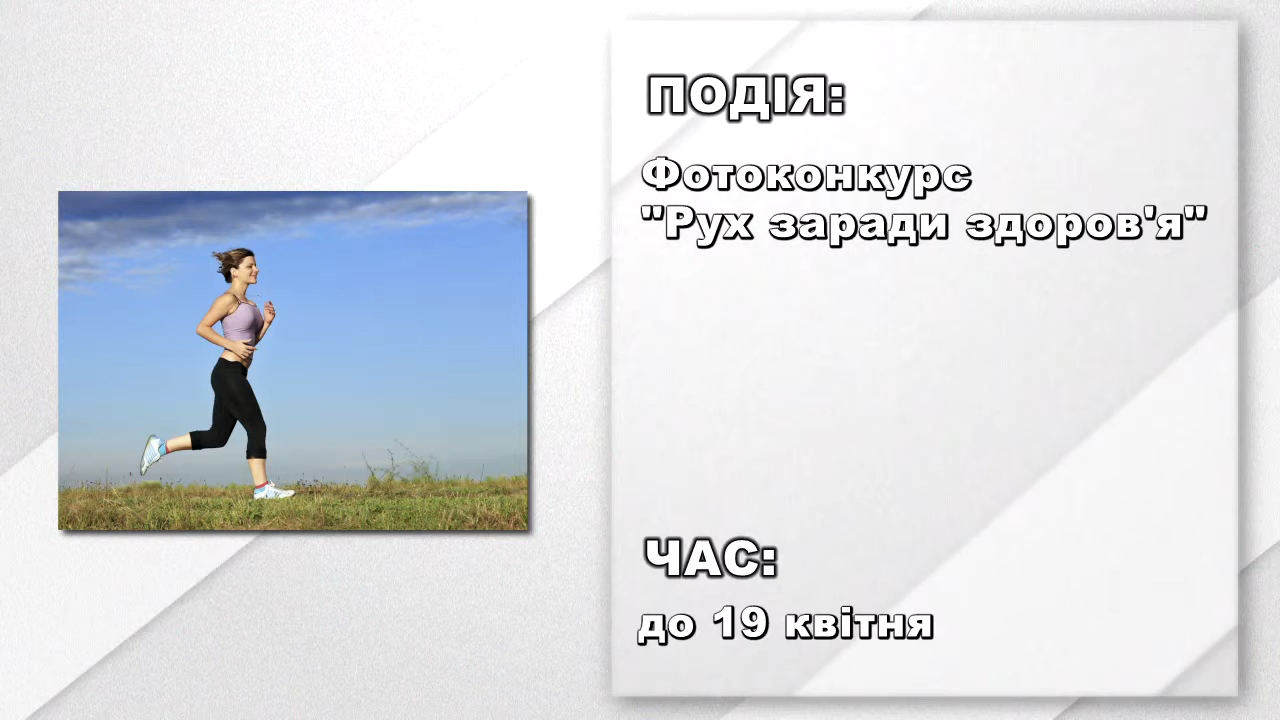 ПОДІЯ:
Фотоконкурс
"Рух заради здоров'я"
ЧАС:
до 19 квітня